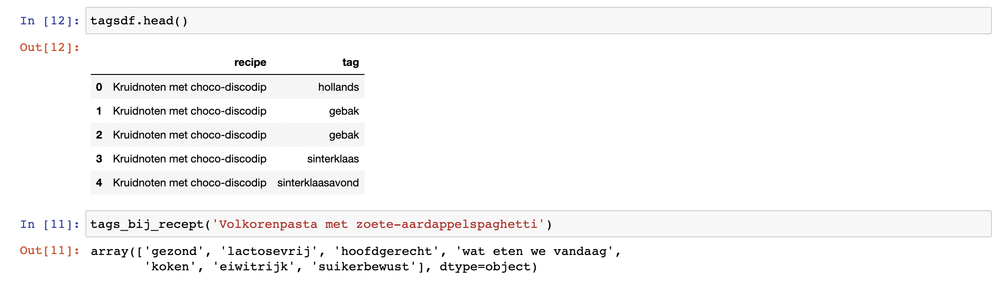 In [12]: tagsdf.head()
Out[12]:
recipe tag
0 Kruidnoten met choco-discodip hollands
1 Kruidnoten met choco-discodip gebak
2 Kruidnoten met choco-discodip gebak
3 Kruidnoten met choco-discodip sinterklaas
4 Kruidnoten met choco-discodip sinterklaasavond
In [11]: tags_bij_recept('Volkorenpasta met zoete-aardappelspaghetti')
Out[11]: array(['gezond', 'lactosevrij', 'hoofdgerecht', 'wat eten we vandaag',
'koken', 'eiwitrijk', 'suikerbewust'], dtype=object)